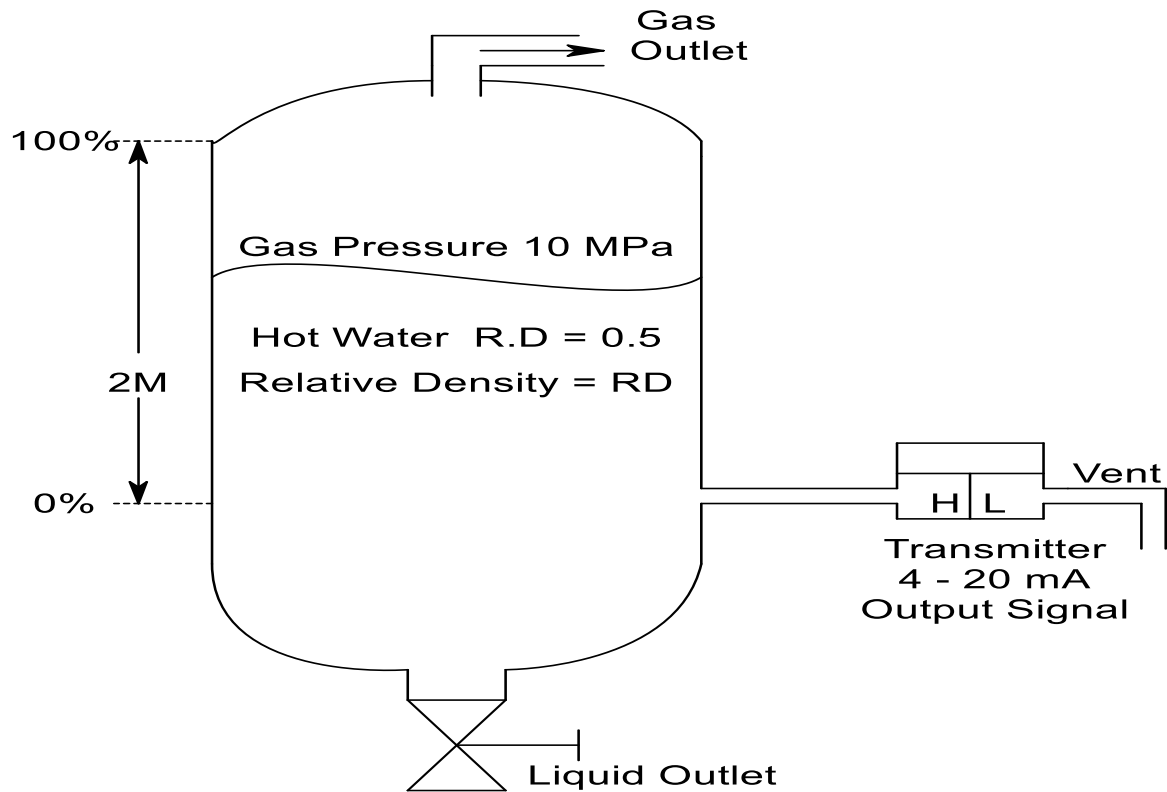 Gas
Outlet
100%
Gas Pressure 10 MPa
Hot Water R.D = 0.5
2M
Relative Density = RD
0%
Vent
H L
Transmitter
4 - 20 mA
Output Signal
Liquid Outlet